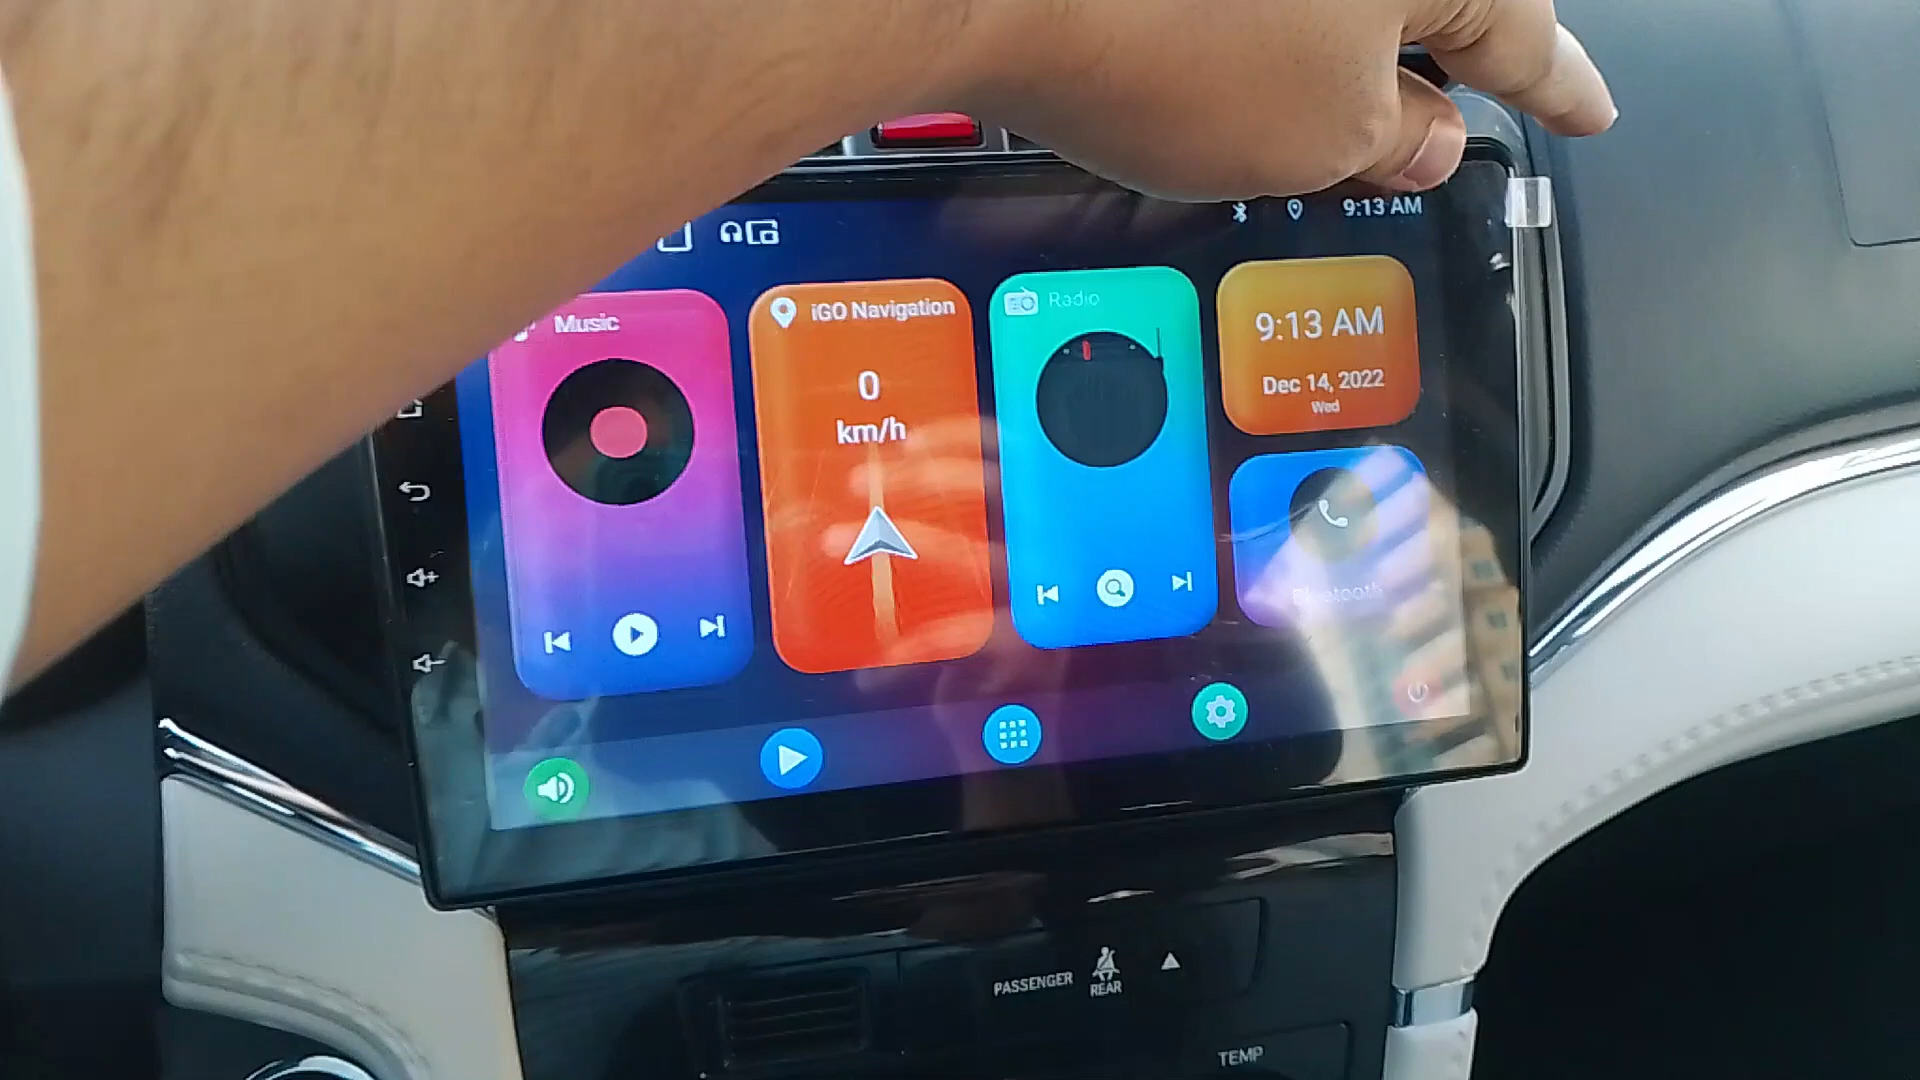 9:13 AM
Music
iGO Navigation
0
km/h
Radio
9:13 AM
Dec 14, 2022
Wed
Bluetooth
PASSENGER
REAR
TEMP